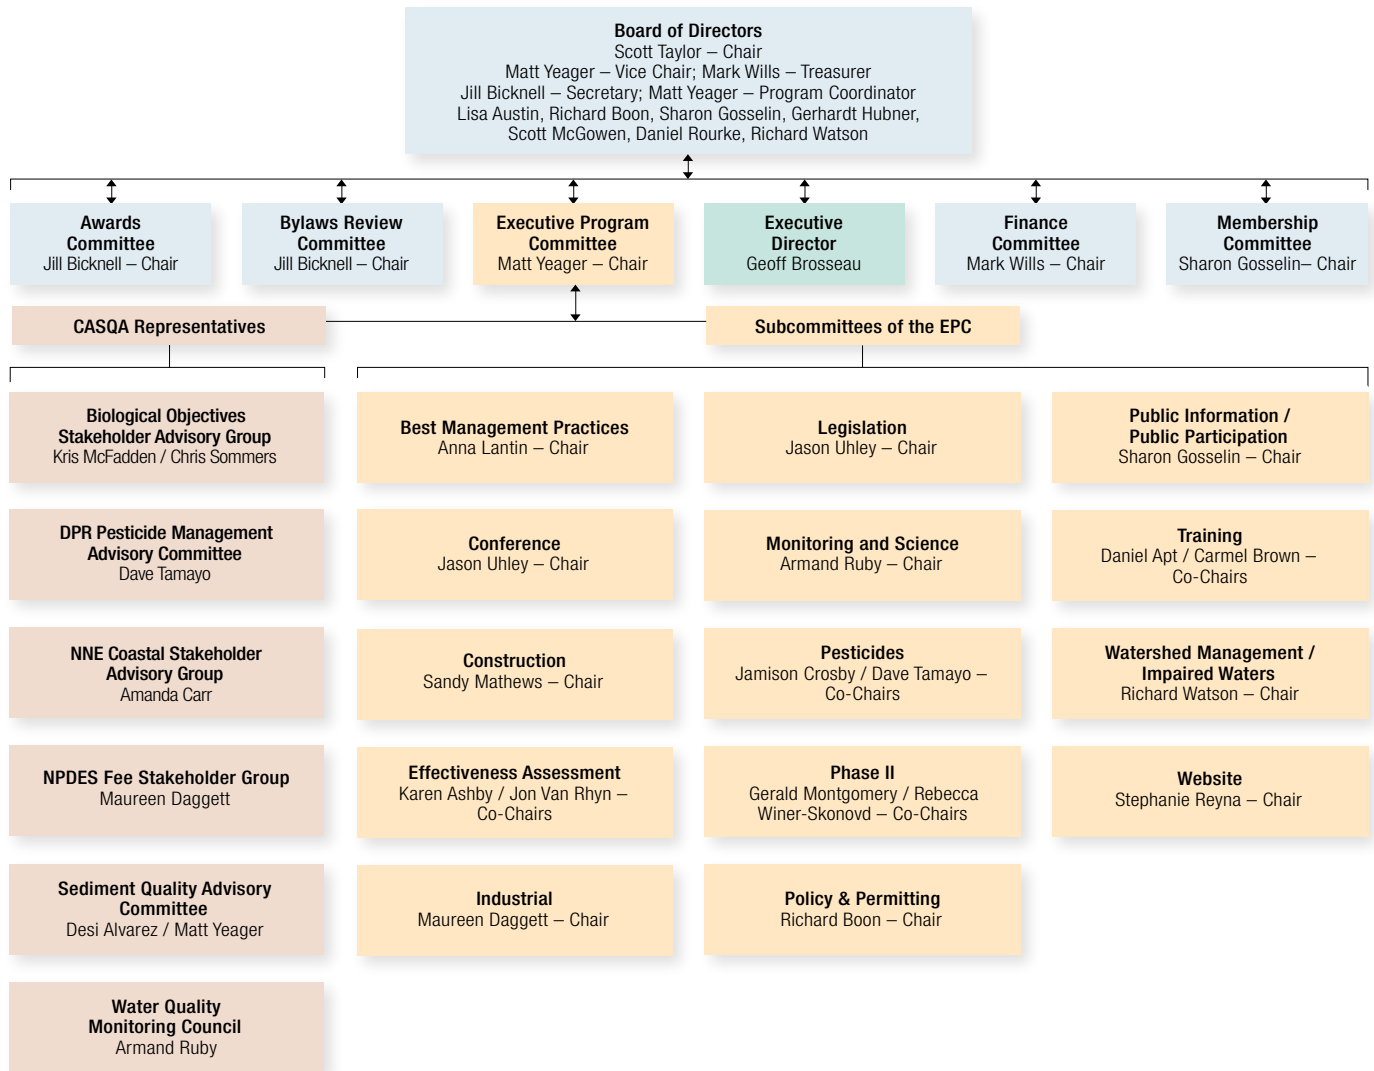 Board of Directors
Scott Taylor – Chair
Matt Yeager – Vice Chair; Mark Wills – Treasurer
Jill Bicknell – Secretary; Matt Yeager – Program Coordinator
Lisa Austin, Richard Boon, Sharon Gosselin, Gerhardt Hubner,
Scott McGowen, Daniel Rourke, Richard Watson
Awards
Committee
Jill Bicknell – Chair
Bylaws Review
Committee
Jill Bicknell – Chair
Executive Program
Committee
Matt Yeager – Chair
Executive
Director
Geoff Brosseau
Finance
Committee
Mark Wills – Chair
Membership
Committee
Sharon Gosselin– Chair
CASQA Representatives
Subcommittees of the EPC
Biological Objectives
Stakeholder Advisory Group
Kris McFadden / Chris Sommers
Best Management Practices
Anna Lantin – Chair
Legislation
Jason Uhley – Chair
Public Information /
Public Participation
Sharon Gosselin – Chair
DPR Pesticide Management
Advisory Committee
Dave Tamayo
Conference
Jason Uhley – Chair
Monitoring and Science
Armand Ruby – Chair
Training
Daniel Apt / Carmel Brown –
Co-Chairs
NNE Coastal Stakeholder
Advisory Group
Amanda Carr
Construction
Sandy Mathews – Chair
Pesticides
Jamison Crosby / Dave Tamayo –
Co-Chairs
Watershed Management /
Impaired Waters
Richard Watson – Chair
NPDES Fee Stakeholder Group
Maureen Daggett
Effectiveness Assessment
Karen Ashby / Jon Van Rhyn –
Co-Chairs
Phase II
Gerald Montgomery / Rebecca
Winer-Skonovd – Co-Chairs
Website
Stephanie Reyna – Chair
Sediment Quality Advisory
Committee
Desi Alvarez / Matt Yeager
Industrial
Maureen Daggett – Chair
Policy & Permitting
Richard Boon – Chair
Water Quality
Monitoring Council
Armand Ruby